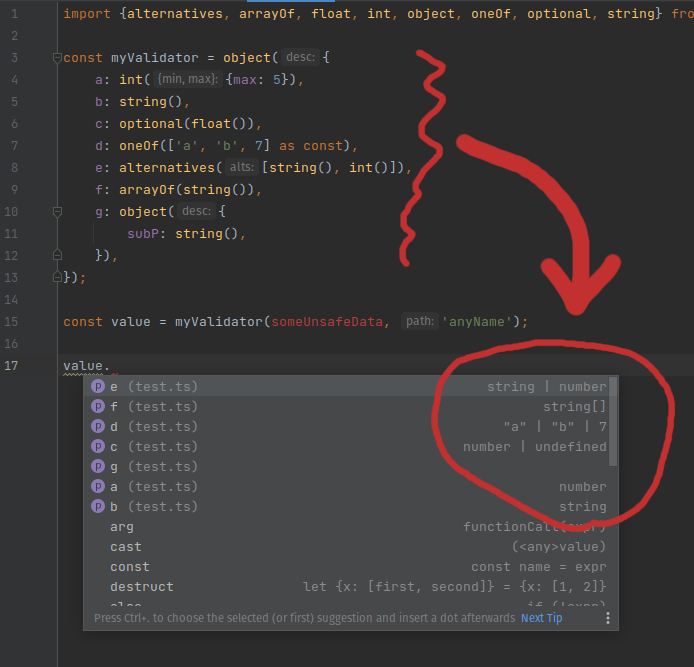 1 import {alternatives, arrayOf, float, int, object, oneOf, optional, string} fro
2
3 const myValidator = object( desc: {
4 a: int( {min, max}: {max: 5}),
5 b: string(),
6 c: optional(float()),
7 d: oneOf(['a', 'b', 7] as const),
8 e: alternatives( alts: [string(), int()]),
9 f: arrayOf(string()),
10 g: object( desc: {
11 subP: string(),
12 }),
13 });
14
15 const value = myValidator(someUnsafeData, path: 'anyName');
16
17 value.
p e (test.ts) string | number
p f (test.ts) string[]
p d (test.ts) "a" | "b" | 7
p c (test.ts) number | undefined
p g (test.ts)
p a (test.ts) number
p b (test.ts) string
arg functionCall(expr)
cast (<any>value)
const const name = expr
destruct let {x: [first, second]} = {x: [1, 2]}
else if (!expr)
Press Ctrl+. to choose the selected (or first) suggestion and insert a dot afterwards Next Tip